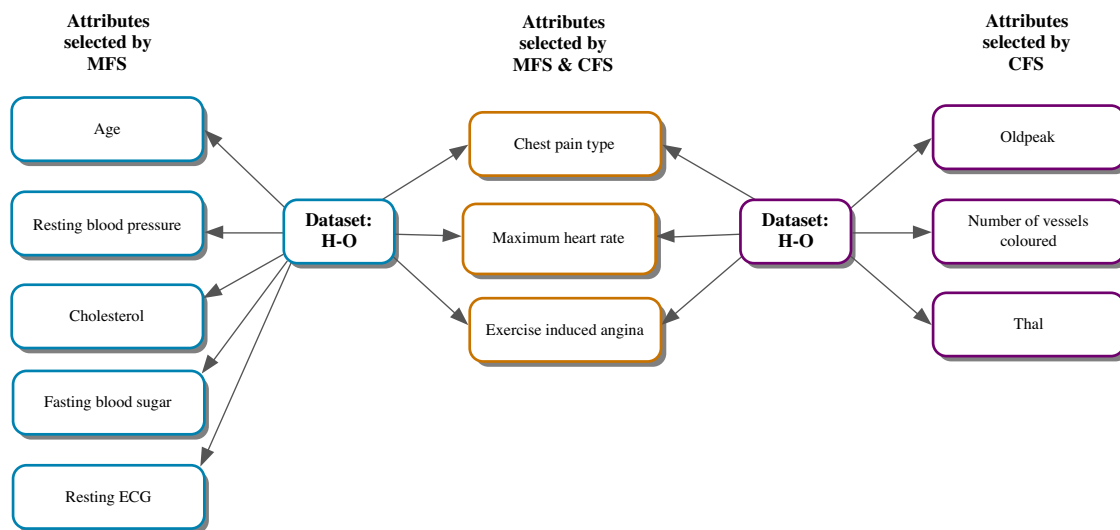 Attributes
selected by
MFS
Age
Resting blood pressure
Cholesterol
Fasting blood sugar
Resting ECG
Dataset:
H-O
Attributes
selected by
MFS & CFS
Chest pain type
Maximum heart rate
Exercise induced angina
Dataset:
H-O
Attributes
selected by
CFS
Oldpeak
Number of vessels
coloured
Thal